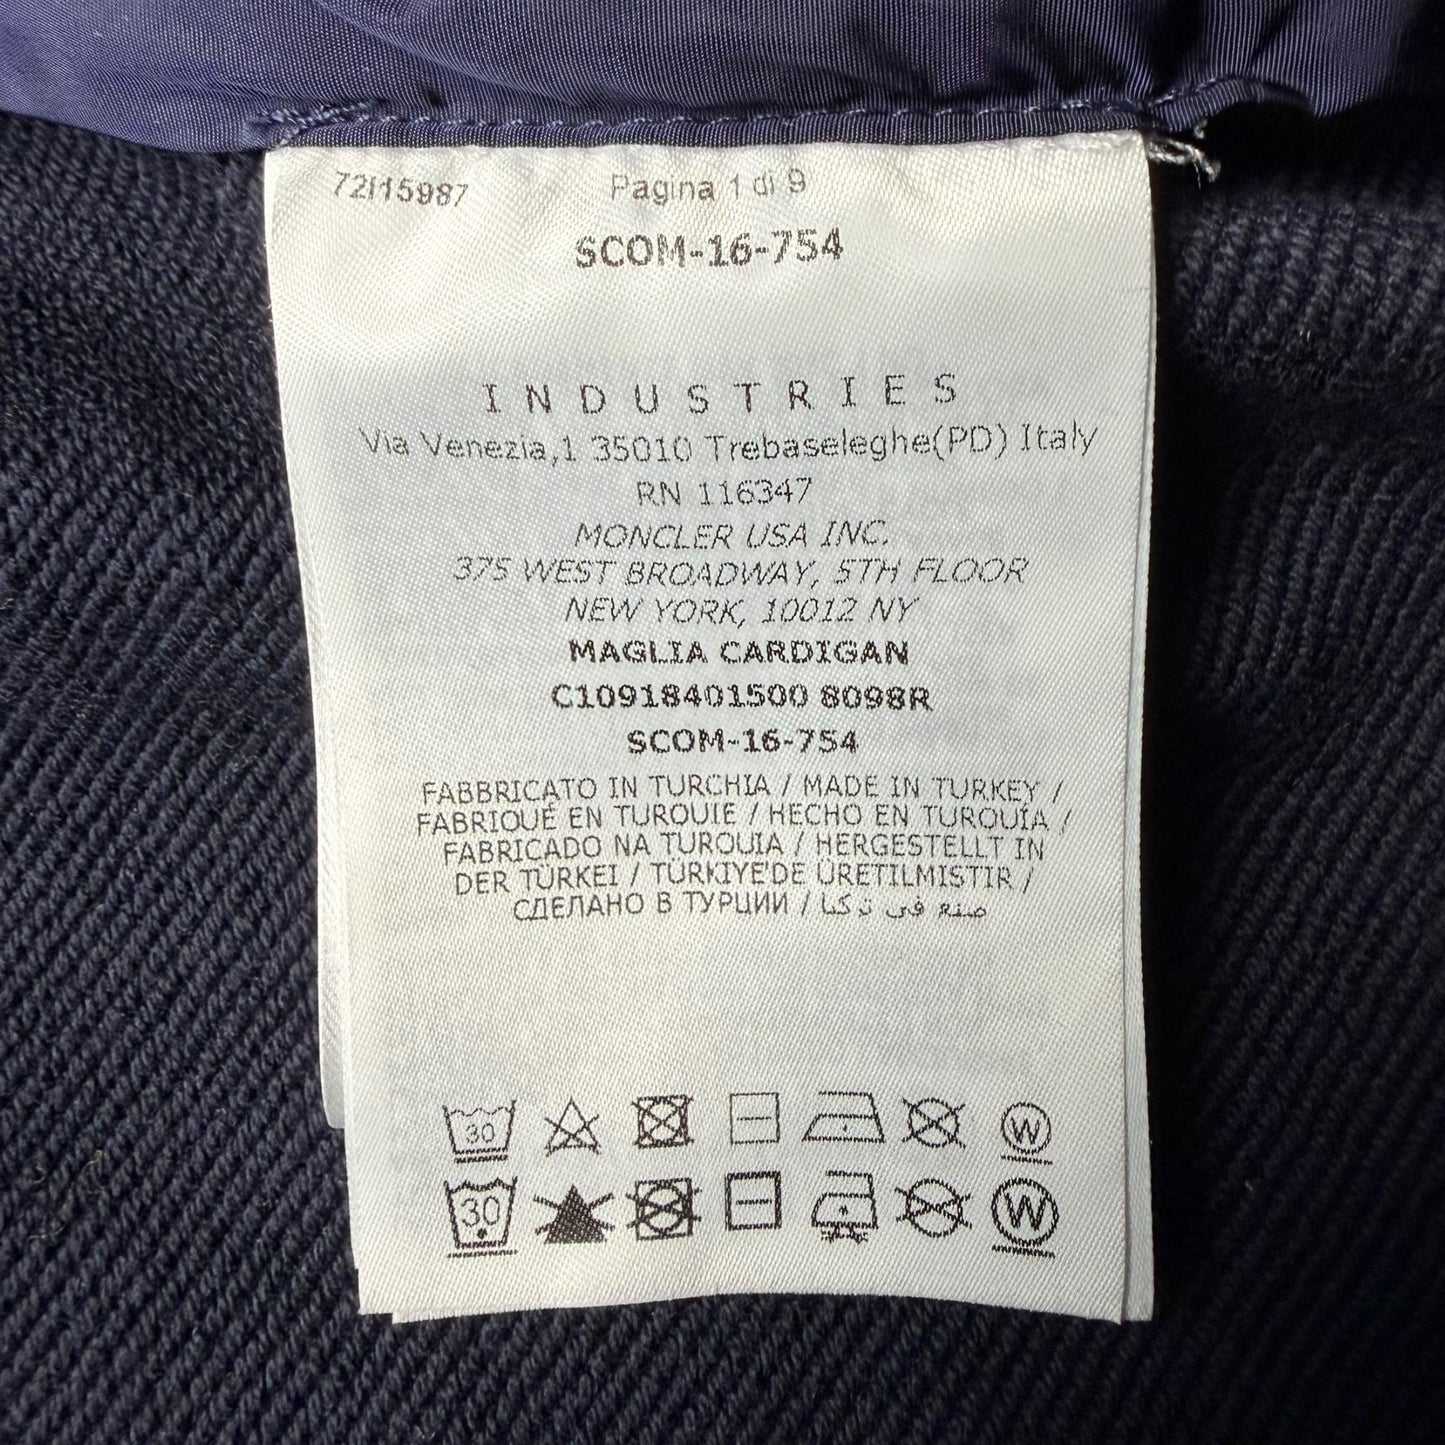 72I15987 Pagina 1 di 9
SCOM-16-754
INDUSTRIES
Via Venezia,1 35010 Trebaseleghe(PD) Italy
RN 116347
MONCLER USA INC.
375 WEST BROADWAY, 5TH FLOOR
NEW YORK, 10012 NY
MAGLIA CARDIGAN
C10918401500 8098R
SCOM-16-754
FABBRICATO IN TURCHIA / MADE IN TURKEY /
FABRIQUÉ EN TURQUIE / HECHO EN TURQUÍA /
FABRICADO NA TURQUIA / HERGESTELLT IN
DER TÜRKEI / TÜRKIYE'DE ÜRETILMISTIR /
СДЕЛАНО В ТУРЦИИ / صنع في تركيا
30 W
30 W